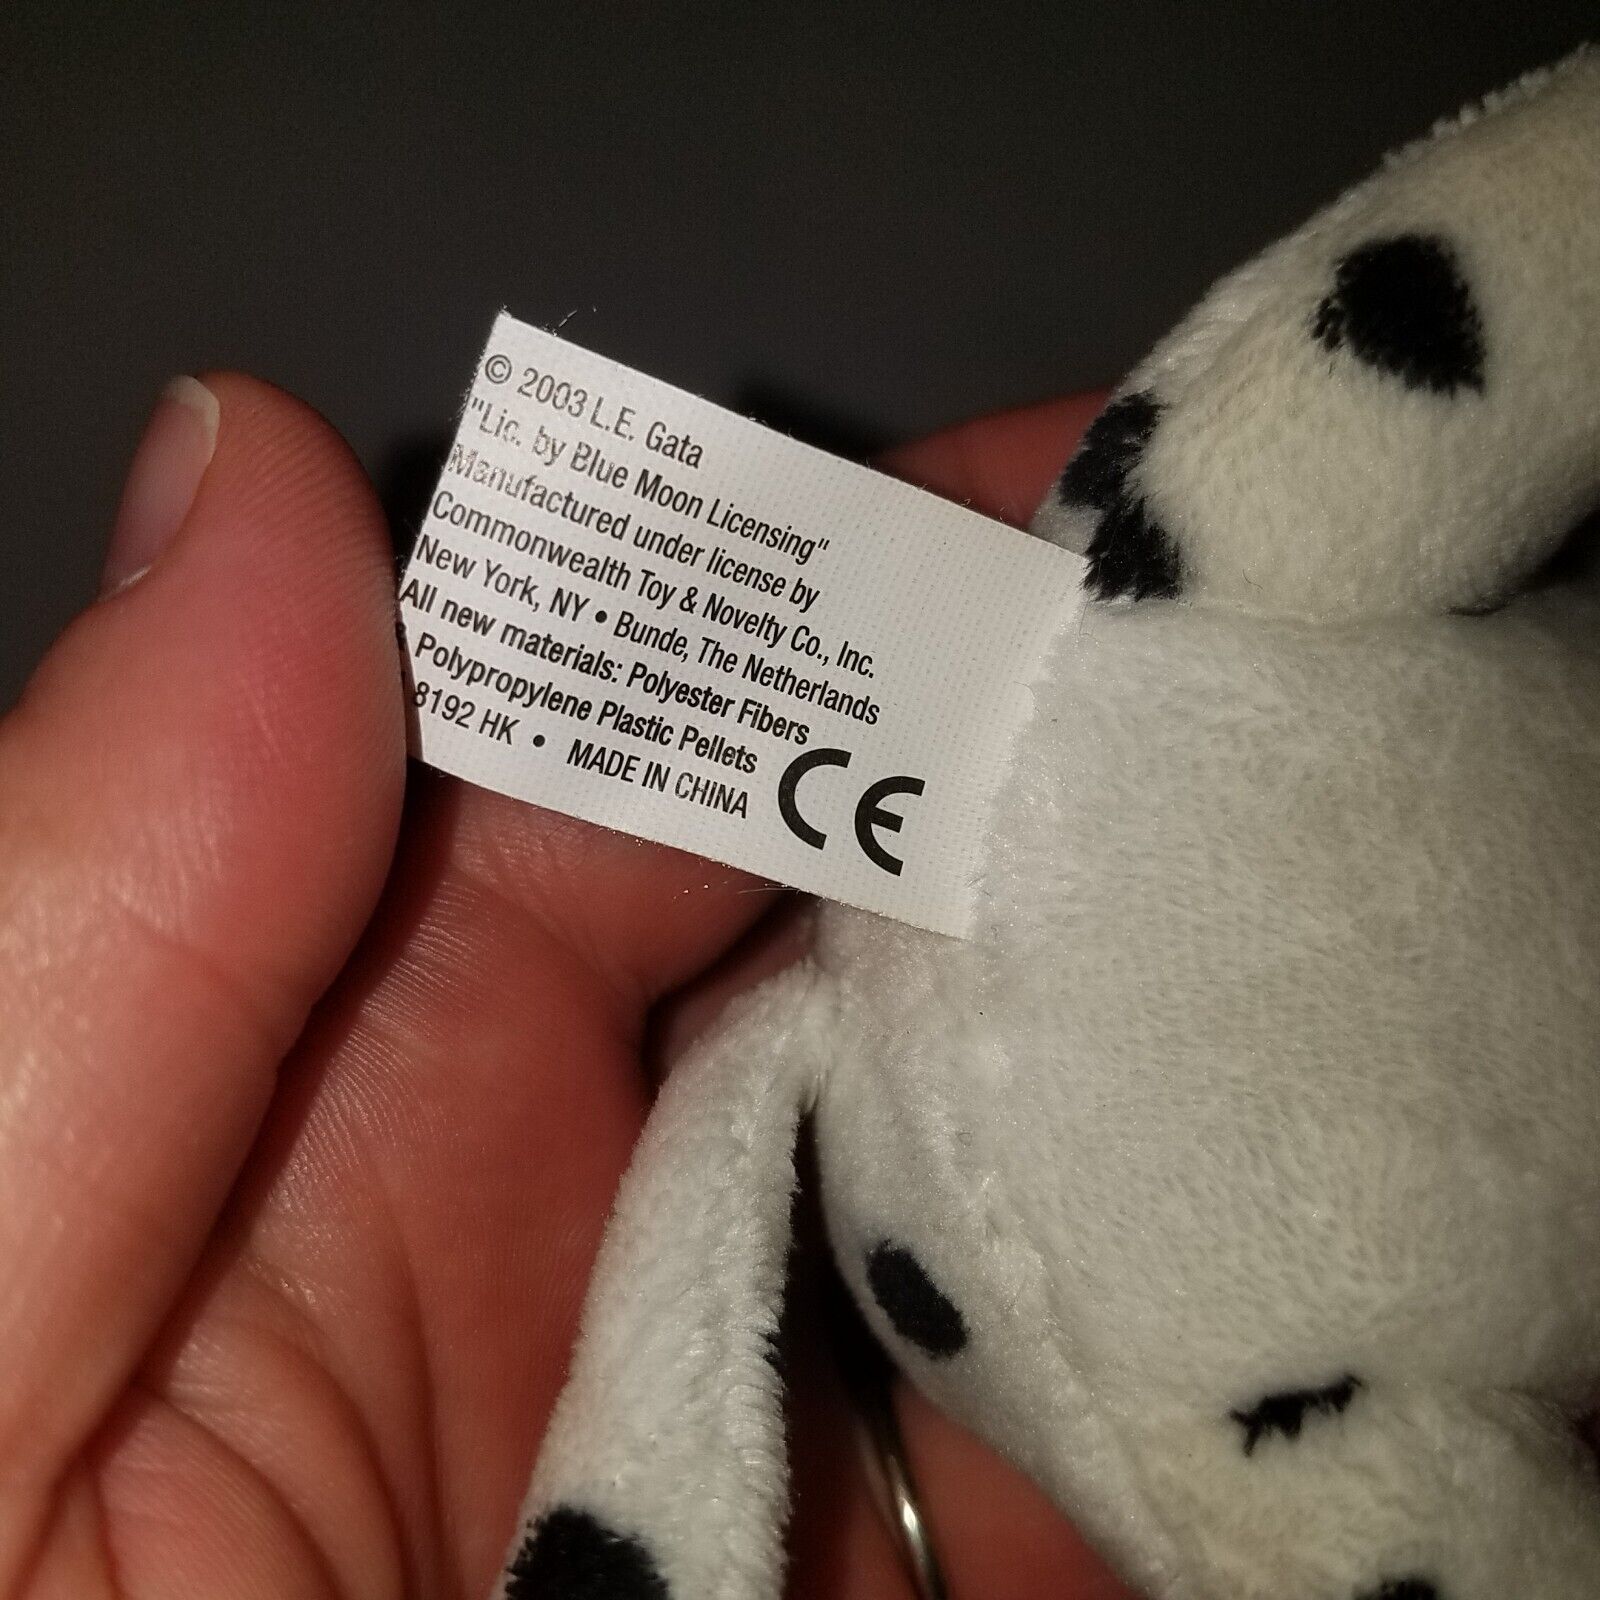 © 2003 L.E. Gata
"Lic. by Blue Moon Licensing"
Manufactured under license by
Commonwealth Toy & Novelty Co., Inc.
New York, NY • Bunde, The Netherlands
All new materials: Polyester Fibers
& Polypropylene Plastic Pellets
8192 HK • MADE IN CHINA
CE